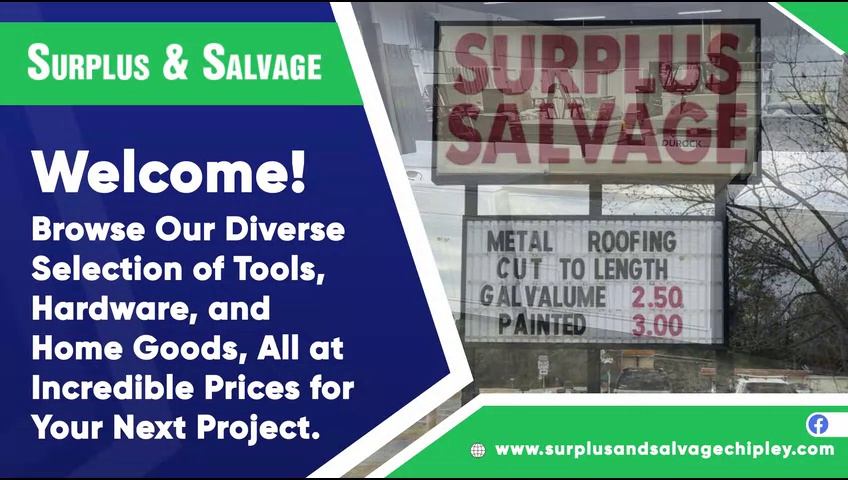 SURPLUS & SALVAGE
Welcome!
Browse Our Diverse
Selection of Tools,
Hardware, and
Home Goods, All at
Incredible Prices for
Your Next Project.
SURPLUS
SALVAGE
DUROCK
METAL ROOFING
CUT TO LENGTH
GALVALUME 2.50
PAINTED 3.00
www.surplusandsalvagechipley.com